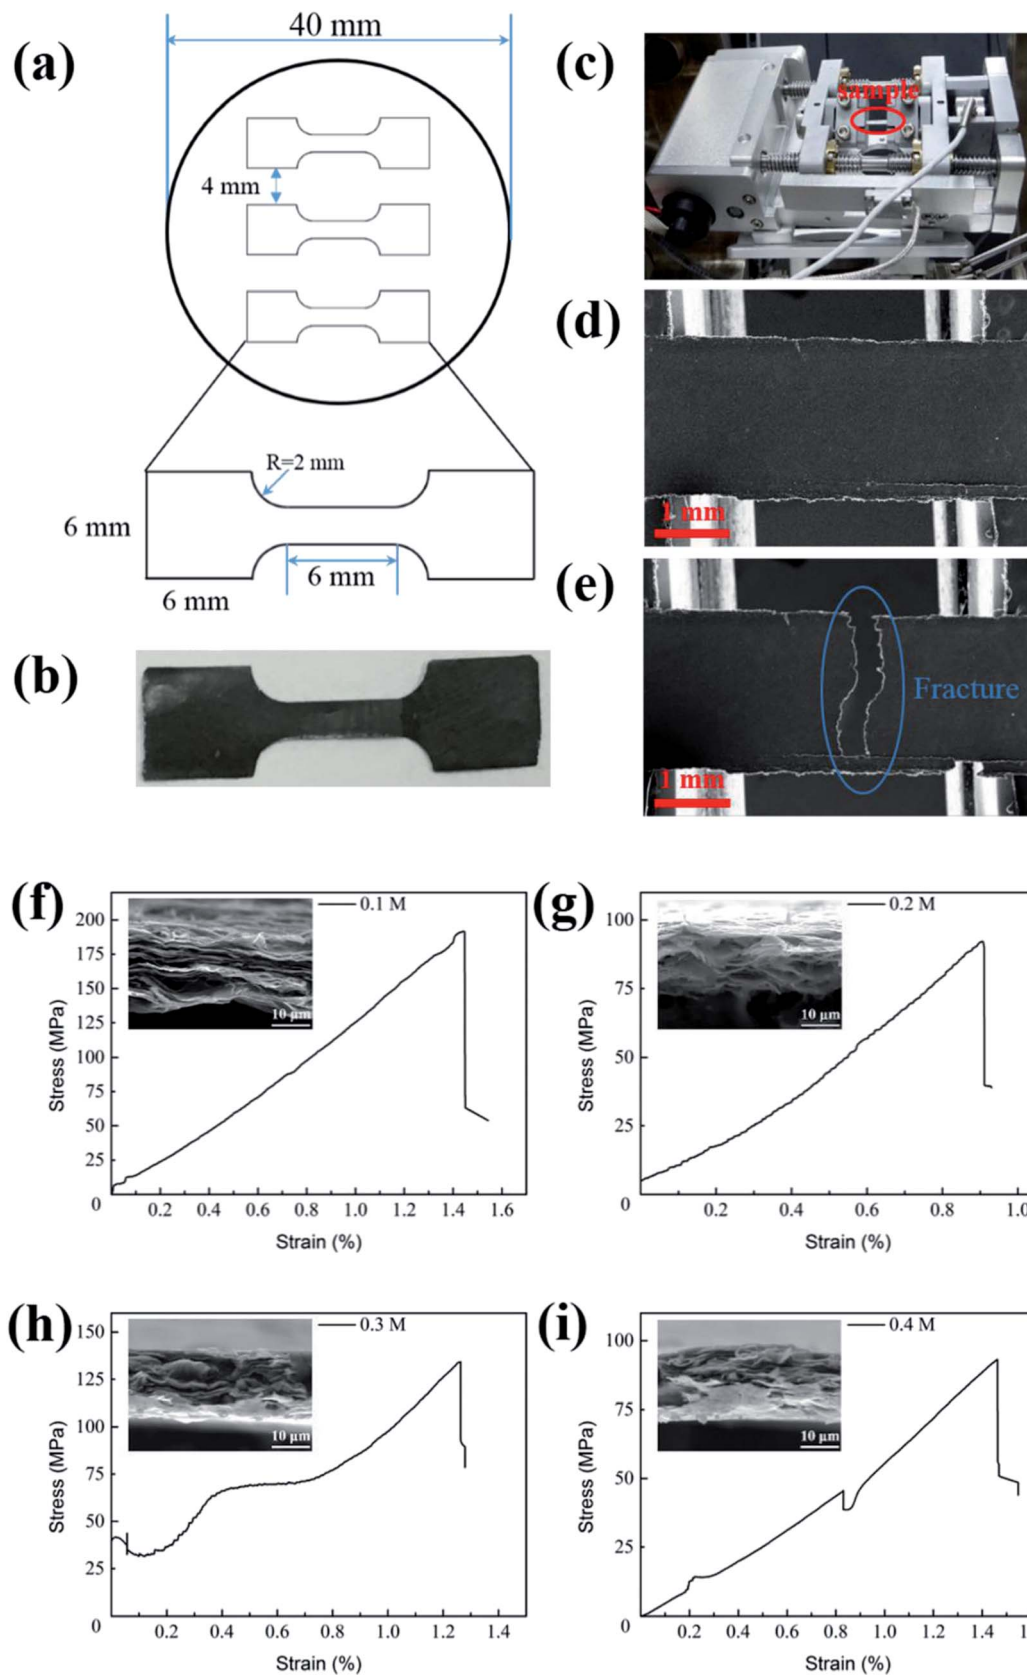 (a)
40 mm
4 mm
R=2 mm
6 mm
6 mm
6 mm
(b)
(c)
sample
(d)
1 mm
(e)
Fracture
1 mm
(f)
0.1 M
200
175
150
125
100
75
50
25
0
0.2 0.4 0.6 0.8 1.0 1.2 1.4 1.6
Stress (MPa)
Strain (%)
10 µm
(g)
0.2 M
100
75
50
25
0
0.2 0.4 0.6 0.8 1.0
Stress (MPa)
Strain (%)
10 µm
(h)
0.3 M
150
125
100
75
50
25
0
0.2 0.4 0.6 0.8 1.0 1.2 1.4
Stress (MPa)
Strain (%)
10 µm
(i)
0.4 M
100
75
50
25
0
0.2 0.4 0.6 0.8 1.0 1.2 1.4
Stress (MPa)
Strain (%)
10 µm